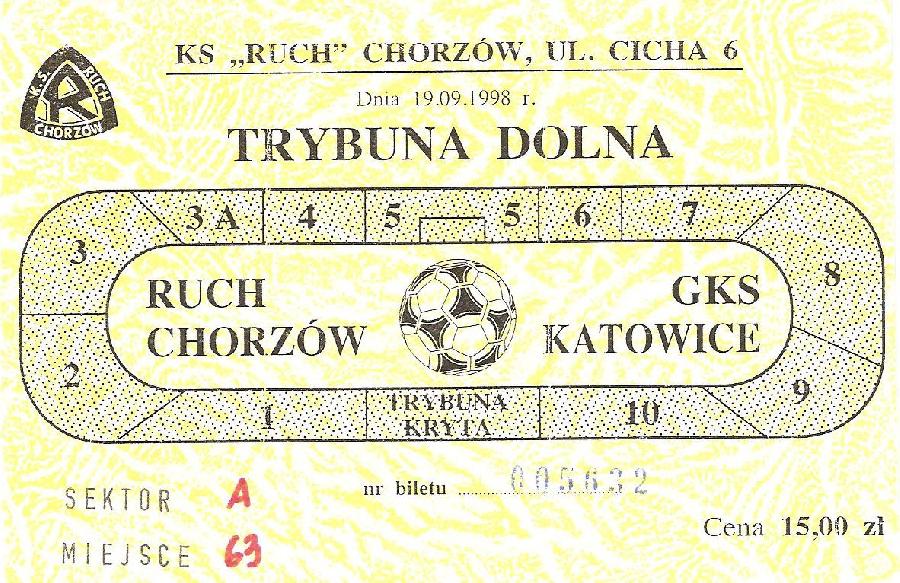 KS „RUCH” CHORZÓW, UL. CICHA 6
K.S. RUCH
R
CHORZÓW
Dnia 19.09.1998 r.
TRYBUNA DOLNA
3 3A 4 5 5 6 7 8
RUCH
CHORZÓW
GKS
KATOWICE
2 1 TRYBUNA
KRYTA 10 9
SEKTOR A
nr biletu .......... 005632
MIEJSCE 63
Cena 15,00 zł